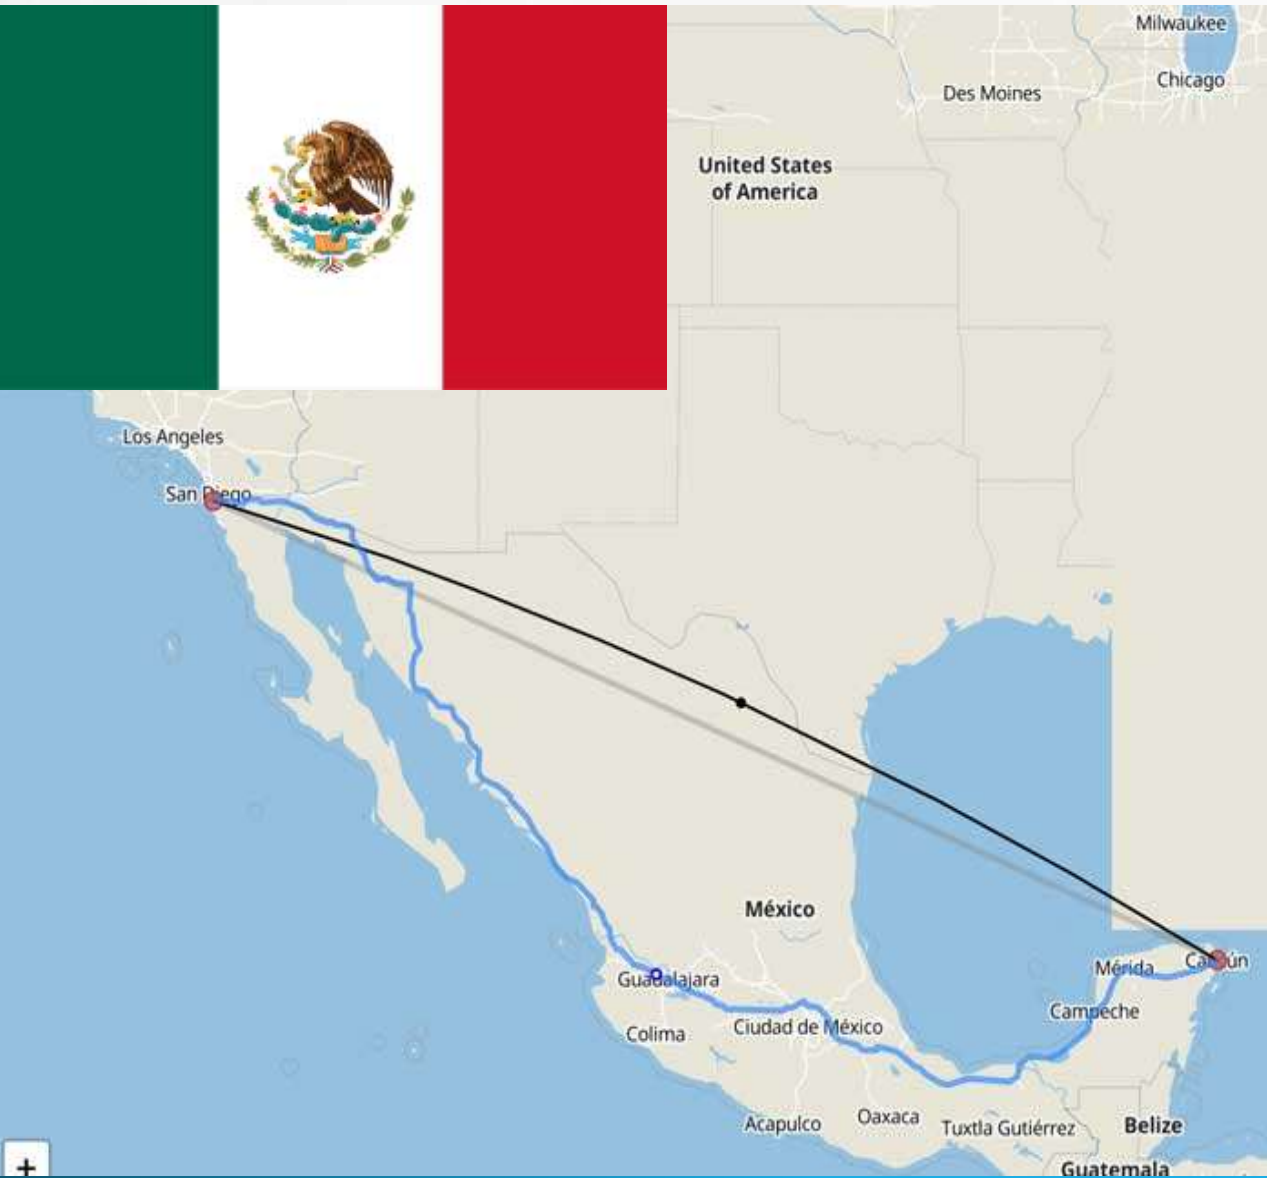 Milwaukee
Chicago
Des Moines
United States
of America
Los Angeles
San Diego
México
Guadalajara
Mérida
Cancún
Campeche
Colima
Ciudad de México
Acapulco
Oaxaca
Tuxtla Gutiérrez
Belize
Guatemala
+